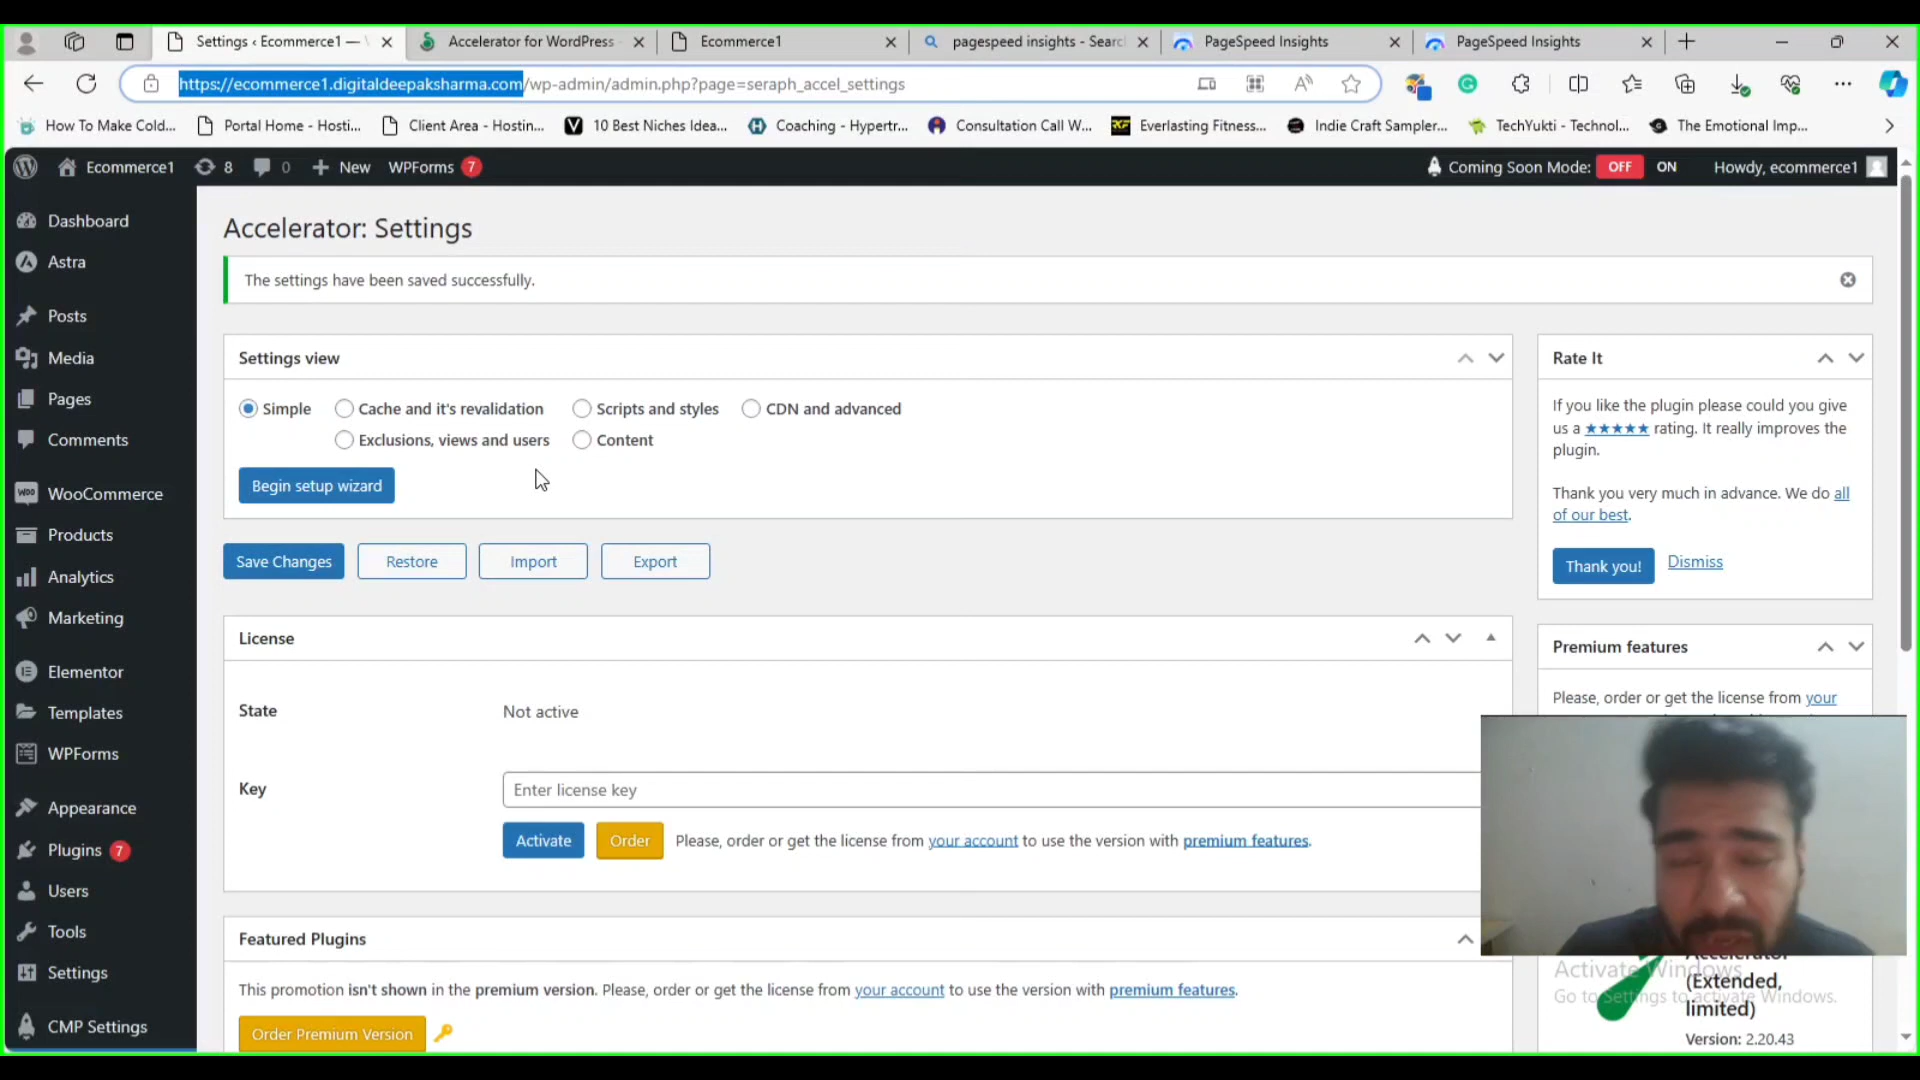 Settings ‹ Ecommerce1 —
Accelerator for WordPress
Ecommerce1
pagespeed insights - Searc
PageSpeed Insights
PageSpeed Insights
https://ecommerce1.digitaldeepaksharma.com/wp-admin/admin.php?page=seraph_accel_settings
How To Make Cold...
Portal Home - Hosti...
Client Area - Hostin...
10 Best Niches Idea...
Coaching - Hypertr...
Consultation Call W...
Everlasting Fitness...
Indie Craft Sampler...
TechYukti - Technol...
The Emotional Imp...
Ecommerce1
8
0
New
WPForms 7
Coming Soon Mode: OFF ON
Howdy, ecommerce1
Dashboard
Astra
Posts
Media
Pages
Comments
WooCommerce
Products
Analytics
Marketing
Elementor
Templates
WPForms
Appearance
Plugins 7
Users
Tools
Settings
CMP Settings
Accelerator: Settings
The settings have been saved successfully.
Settings view
Simple
Cache and it's revalidation
Scripts and styles
CDN and advanced
Exclusions, views and users
Content
Begin setup wizard
Save Changes
Restore
Import
Export
License
State
Not active
Key
Enter license key
Activate
Order
Please, order or get the license from your account to use the version with premium features.
Featured Plugins
This promotion isn't shown in the premium version. Please, order or get the license from your account to use the version with premium features.
Order Premium Version
Rate It
If you like the plugin please could you give
us a ★★★★★ rating. It really improves the
plugin.
Thank you very much in advance. We do all
of our best.
Thank you!
Dismiss
Premium features
Please, order or get the license from your
Accelerator
(Extended,
limited)
Version: 2.20.43
Activate Windows
Go to Settings to activate Windows.